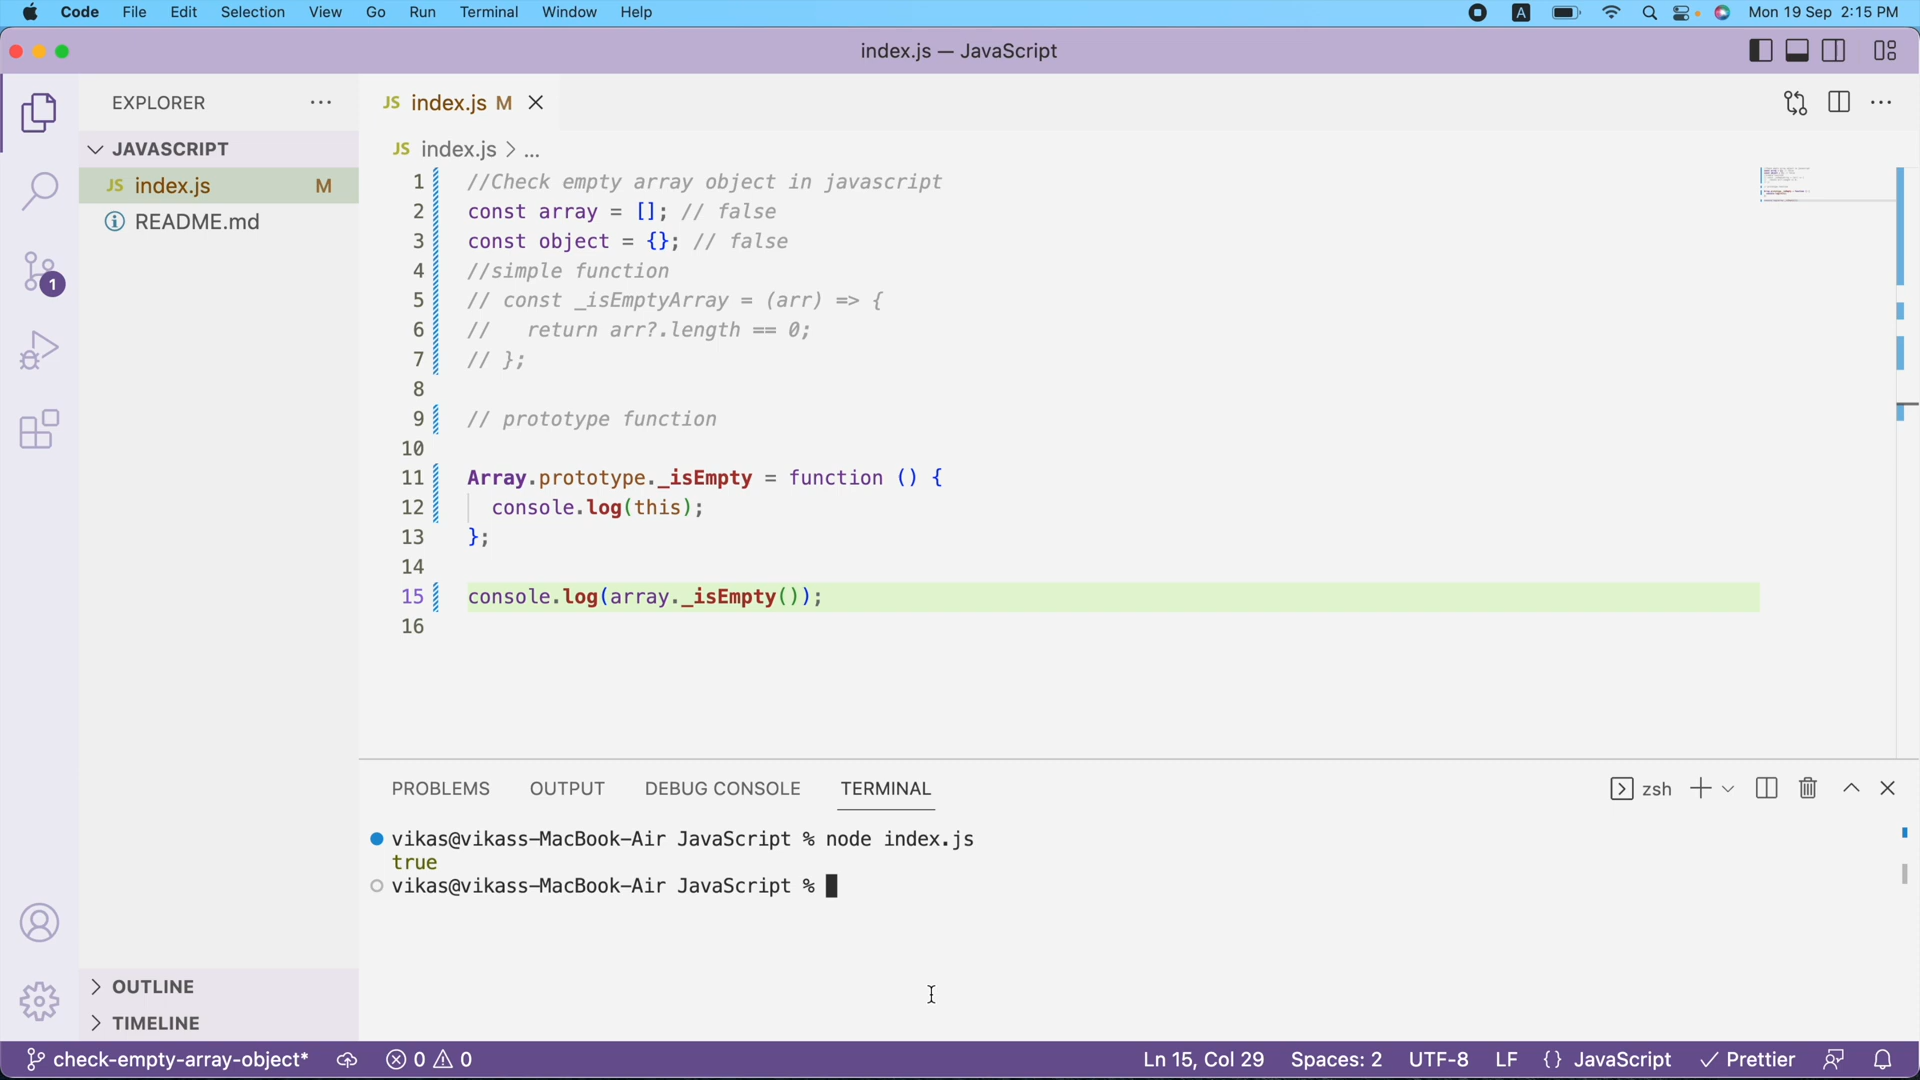 Code File Edit Selection View Go Run Terminal Window Help A Mon 19 Sep 2:15 PM
index.js — JavaScript
EXPLORER ... JS index.js M
JAVASCRIPT JS index.js > ...
JS index.js M
README.md
1 //Check empty array object in javascript
2 const array = []; // false
3 const object = {}; // false
4 //simple function
5 // const _isEmptyArray = (arr) => {
6 //   return arr?.length == 0;
7 // };
8
9 // prototype function
10
11 Array.prototype._isEmpty = function () {
12   console.log(this);
13 };
14
15 console.log(array._isEmpty());
16
PROBLEMS OUTPUT DEBUG CONSOLE TERMINAL zsh
vikas@vikass-MacBook-Air JavaScript % node index.js
true
vikas@vikass-MacBook-Air JavaScript %
1
OUTLINE
TIMELINE
check-empty-array-object* 0 0 Ln 15, Col 29 Spaces: 2 UTF-8 LF {} JavaScript Prettier